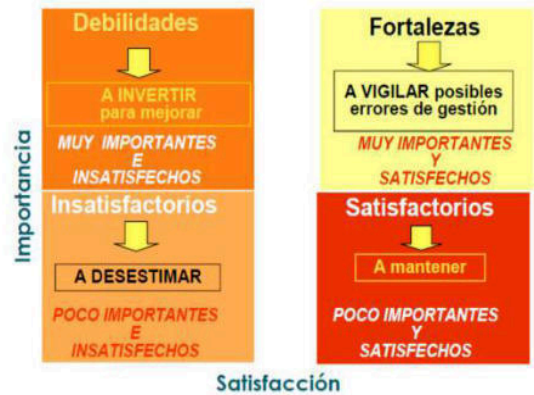 Debilidades
A INVERTIR
para mejorar
MUY IMPORTANTES
E
INSATISFECHOS
Fortalezas
A VIGILAR posibles
errores de gestión
MUY IMPORTANTES
Y
SATISFECHOS
Importancia
Insatisfactorios
A DESESTIMAR
POCO IMPORTANTES
E
INSATISFECHOS
Satisfactorios
A mantener
POCO IMPORTANTES
Y
SATISFECHOS
Satisfacción